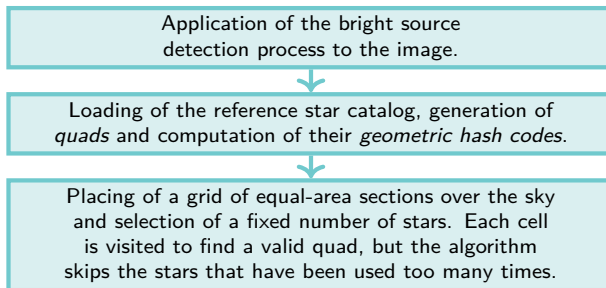 Application of the bright source
detection process to the image.
Loading of the reference star catalog, generation of
quads and computation of their geometric hash codes.
Placing of a grid of equal-area sections over the sky
and selection of a fixed number of stars. Each cell
is visited to find a valid quad, but the algorithm
skips the stars that have been used too many times.